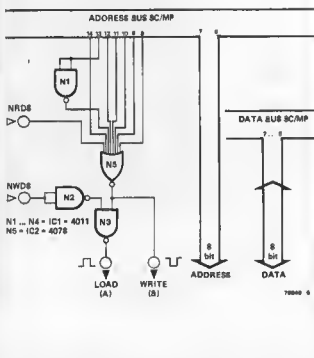 ADDRESS BUS SC/MP
14 13 12 11 10 9 8
7 0
N1
NRDS
DATA BUS SC/MP
7... 0
N5
NWDS
N2
N1 ... N4 = IC1 = 4011
N5 = IC2 = 4078
N3
8
bit
8
bit
LOAD
(A)
WRITE
(B)
ADDRESS
DATA